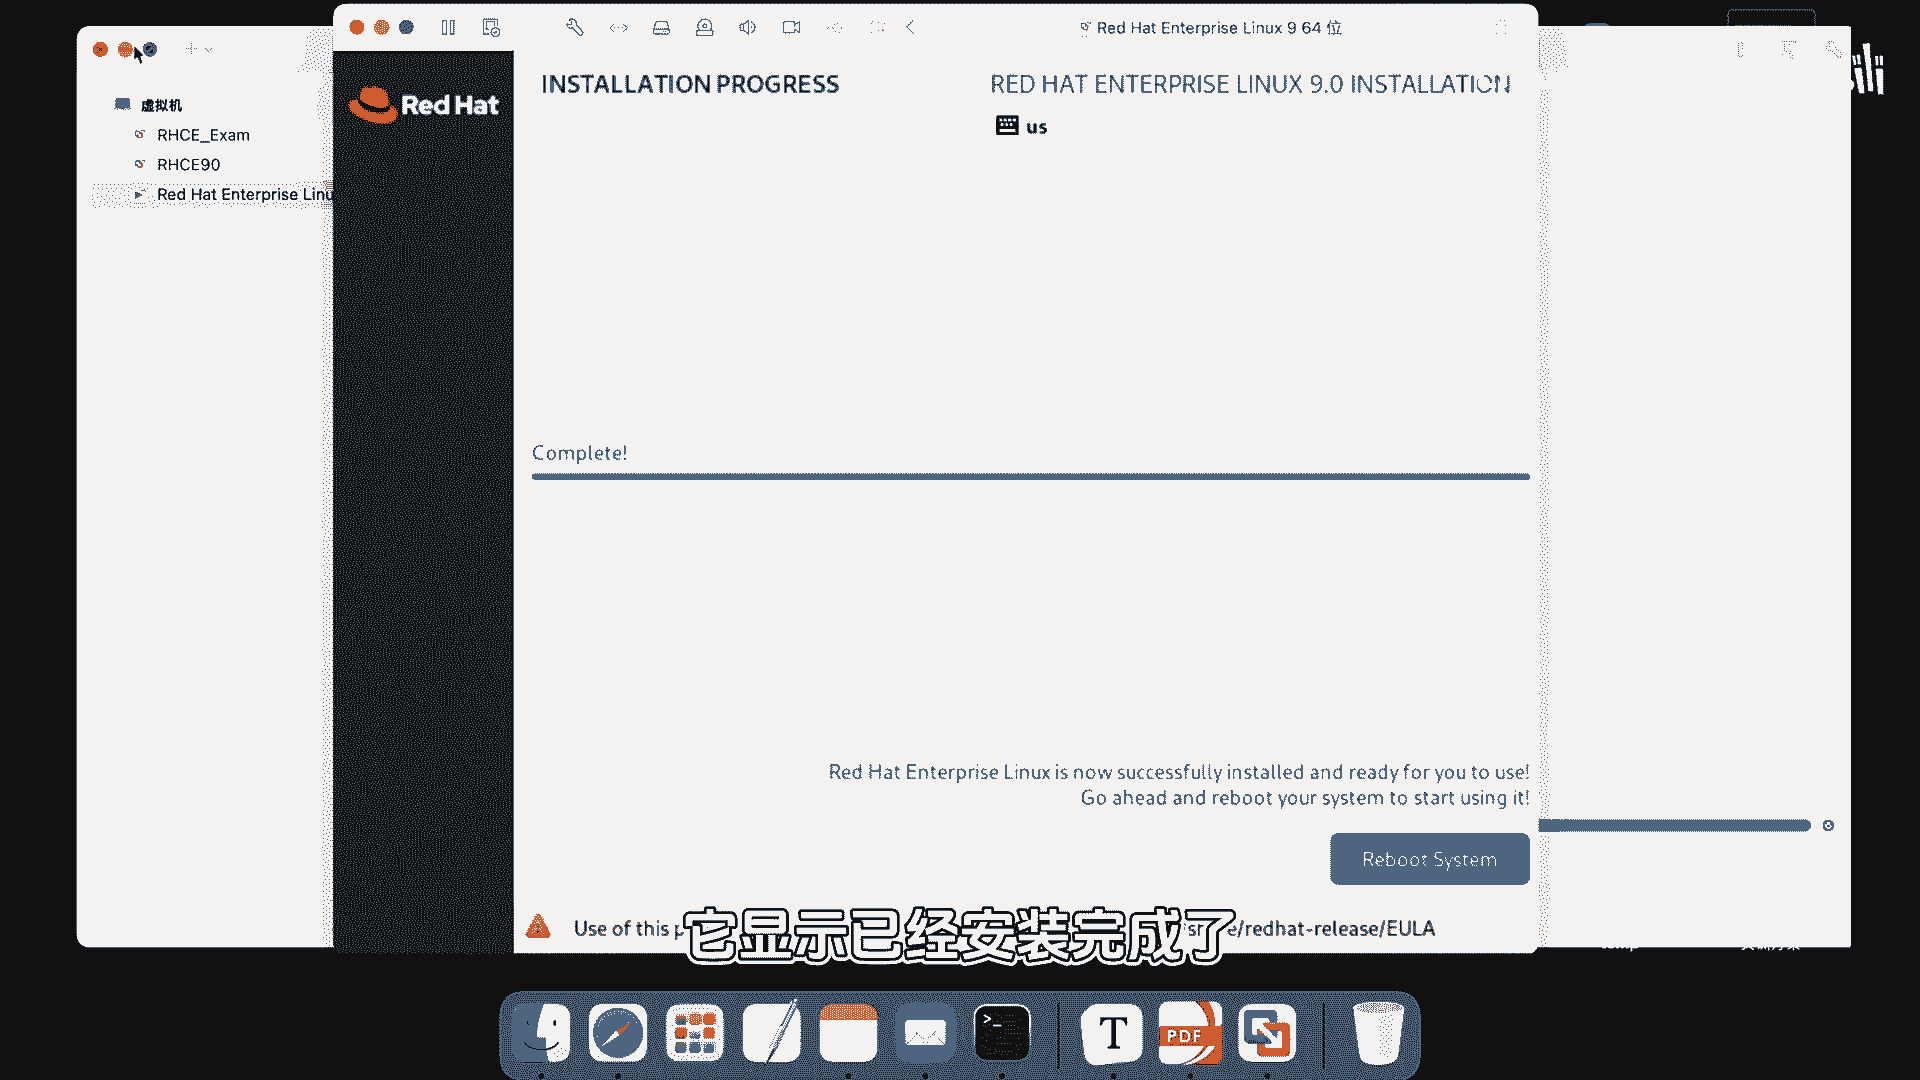 Red Hat Enterprise Linux 9 64 位
虚拟机
RHCE_Exam
RHCE90
Red Hat Enterprise Linu
Red Hat
INSTALLATION PROGRESS
RED HAT ENTERPRISE LINUX 9.0 INSTALLATION
us
Complete!
Red Hat Enterprise Linux is now successfully installed and ready for you to use!
Go ahead and reboot your system to start using it!
Reboot System
Use of this p
e/redhat-release/EULA
它显示已经安装完成了
T
PDF